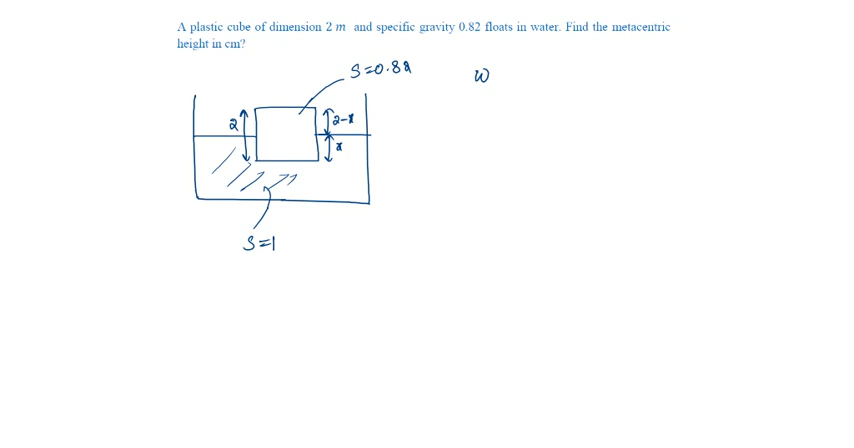 A plastic cube of dimension 2 m and specific gravity 0.82 floats in water. Find the metacentric
height in cm?
S=0.82
W
2
2-x
x
S=1